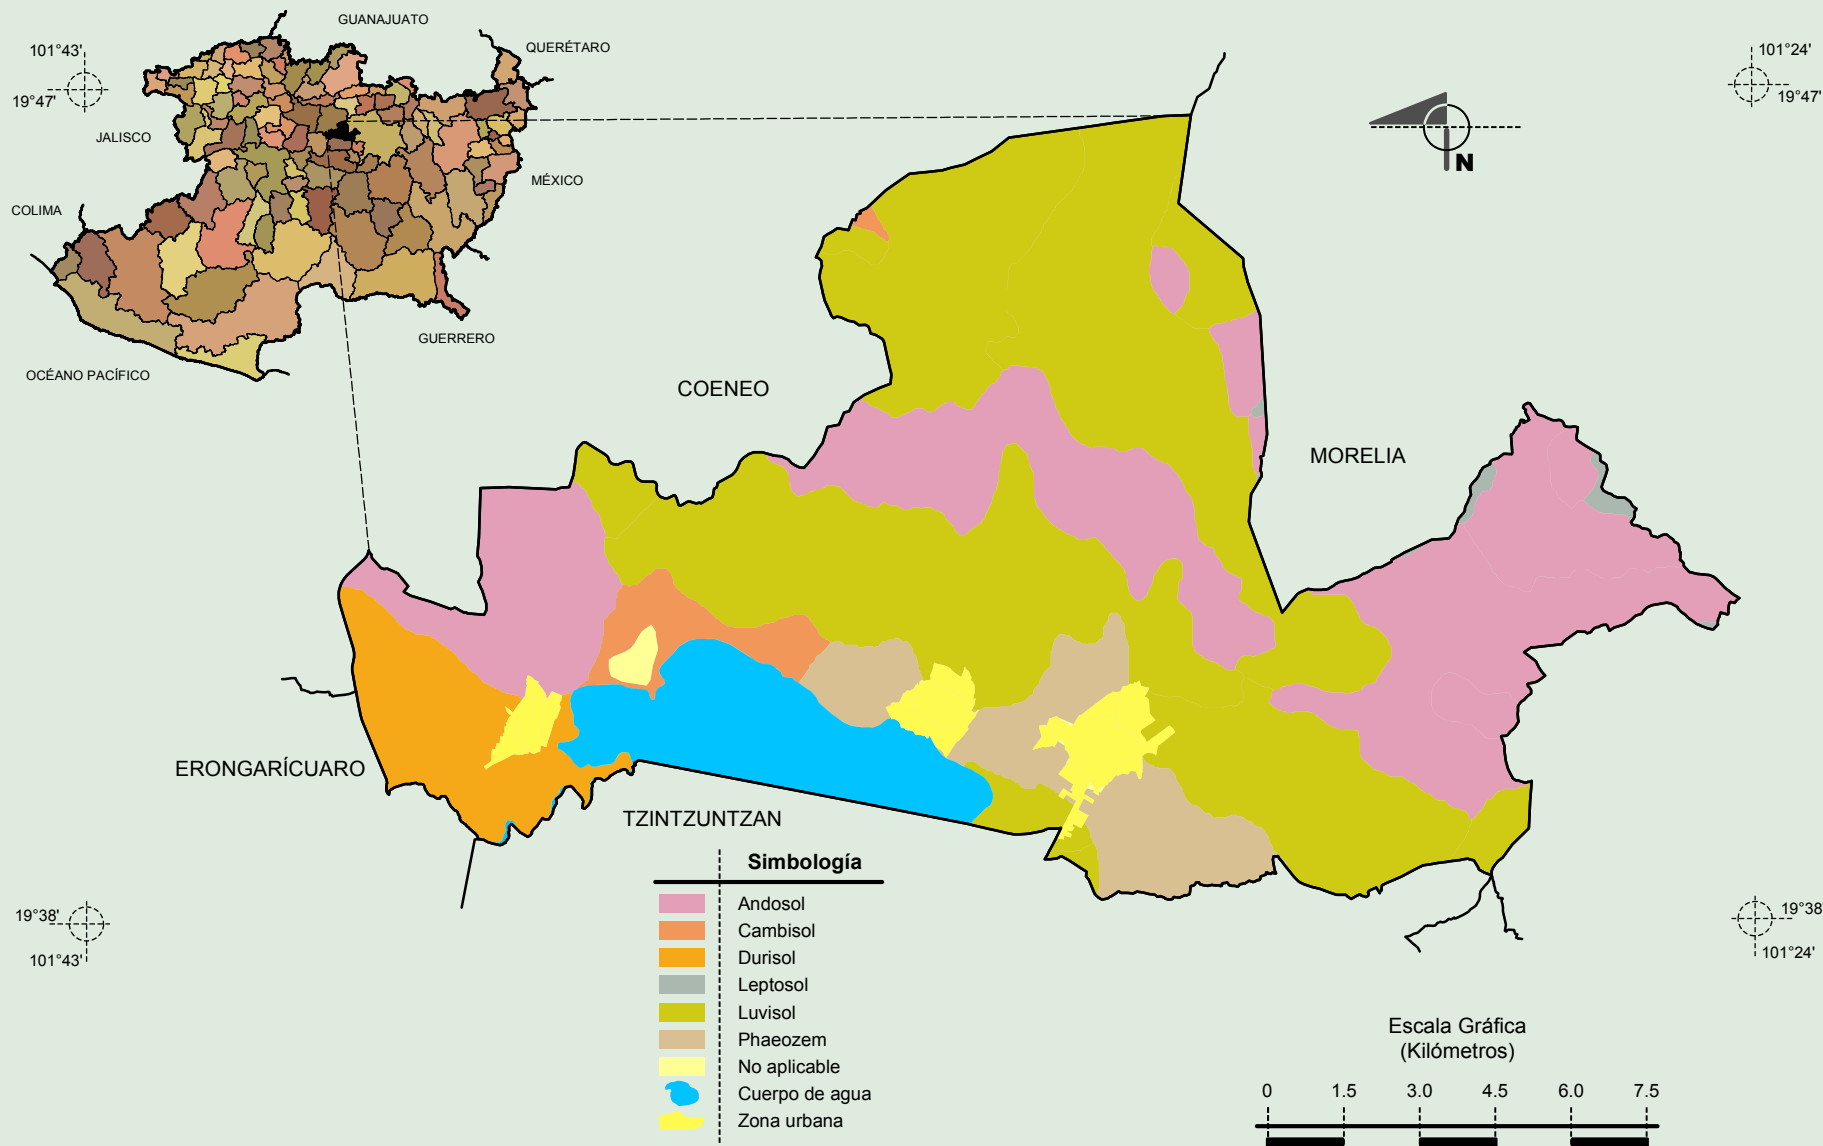 GUANAJUATO
QUERÉTARO
101°43'
19°47'
101°24'
19°47'
JALISCO
MÉXICO
COLIMA
GUERRERO
OCÉANO PACÍFICO
N
COENEO
MORELIA
ERONGARÍCUARO
TZINTZUNTZAN
Simbología
Andosol
Cambisol
Durisol
Leptosol
Luvisol
Phaeozem
No aplicable
Cuerpo de agua
Zona urbana
19°38'
101°43'
19°38'
101°24'
Escala Gráfica
(Kilómetros)
0 1.5 3.0 4.5 6.0 7.5